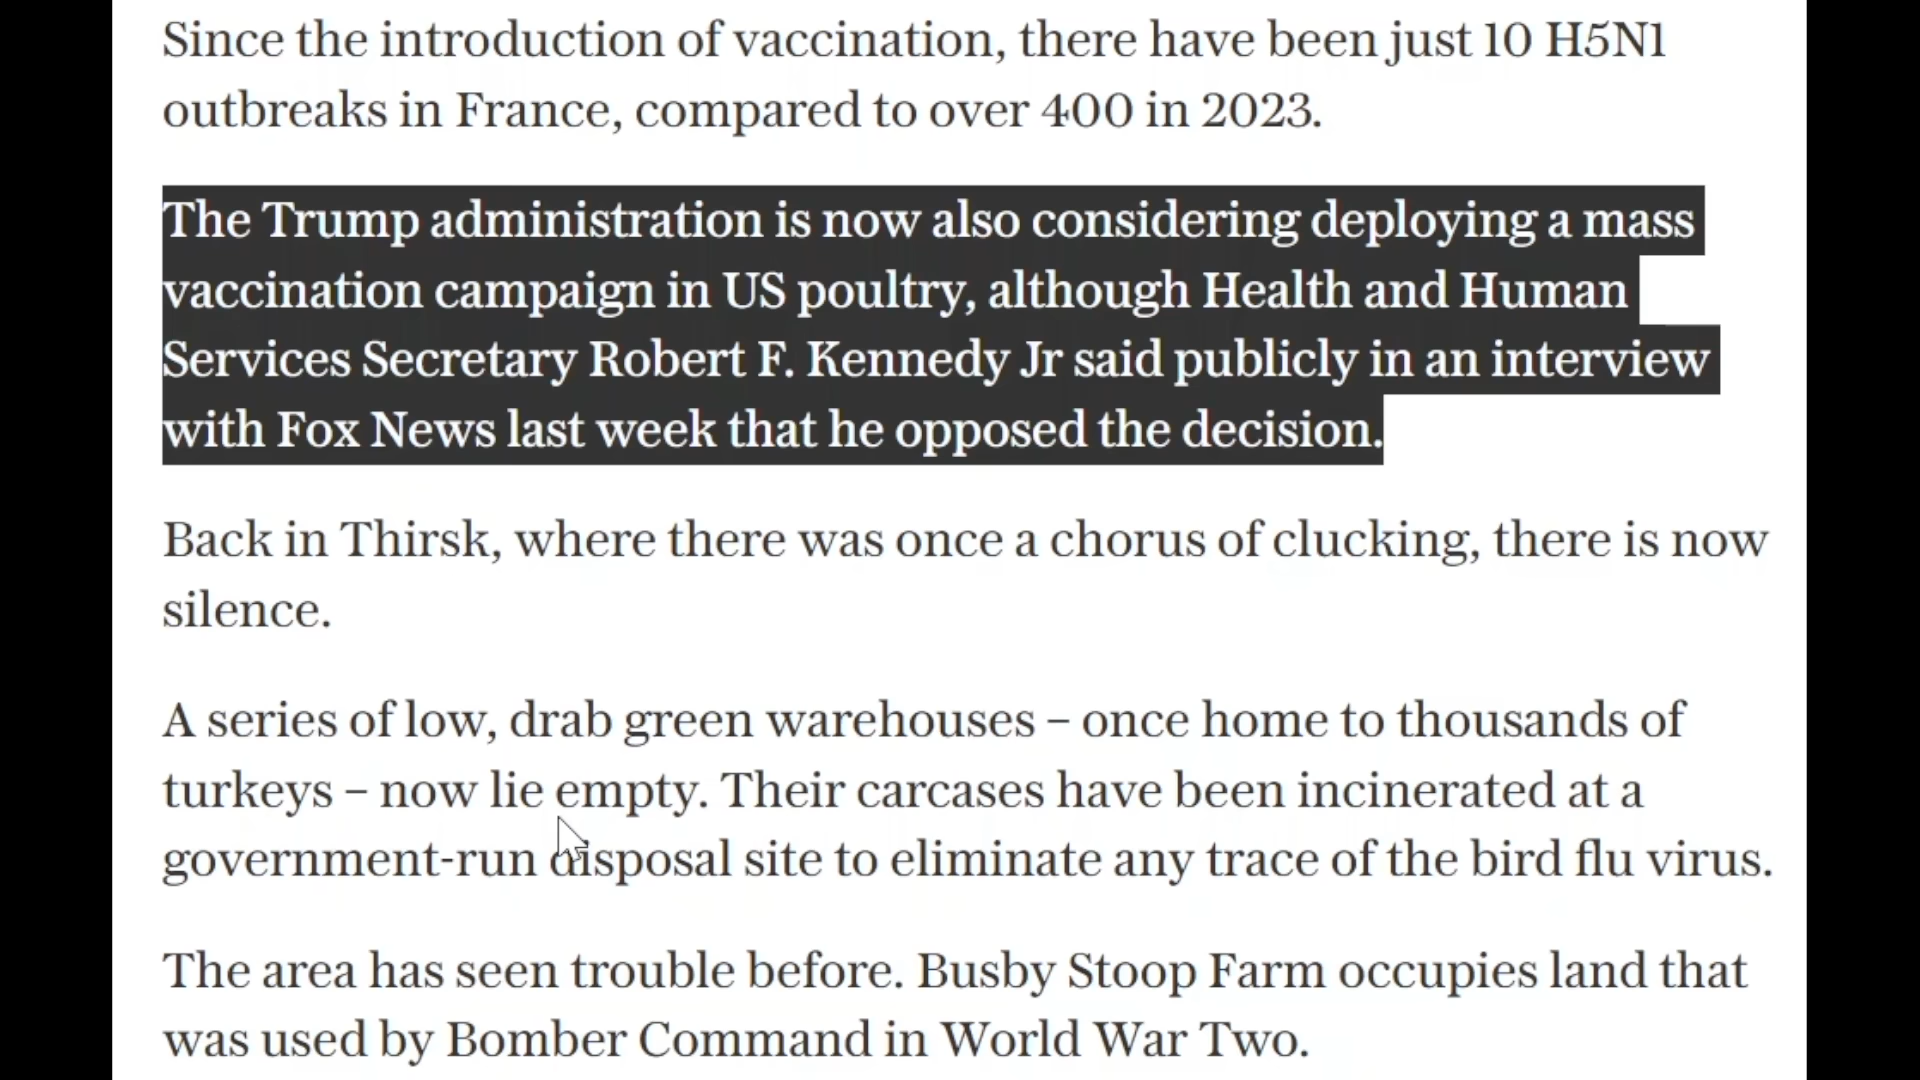 Since the introduction of vaccination, there have been just 10 H5N1
outbreaks in France, compared to over 400 in 2023.
The Trump administration is now also considering deploying a mass
vaccination campaign in US poultry, although Health and Human
Services Secretary Robert F. Kennedy Jr said publicly in an interview
with Fox News last week that he opposed the decision.
Back in Thirsk, where there was once a chorus of clucking, there is now
silence.
A series of low, drab green warehouses – once home to thousands of
turkeys – now lie empty. Their carcases have been incinerated at a
government-run disposal site to eliminate any trace of the bird flu virus.
The area has seen trouble before. Busby Stoop Farm occupies land that
was used by Bomber Command in World War Two.